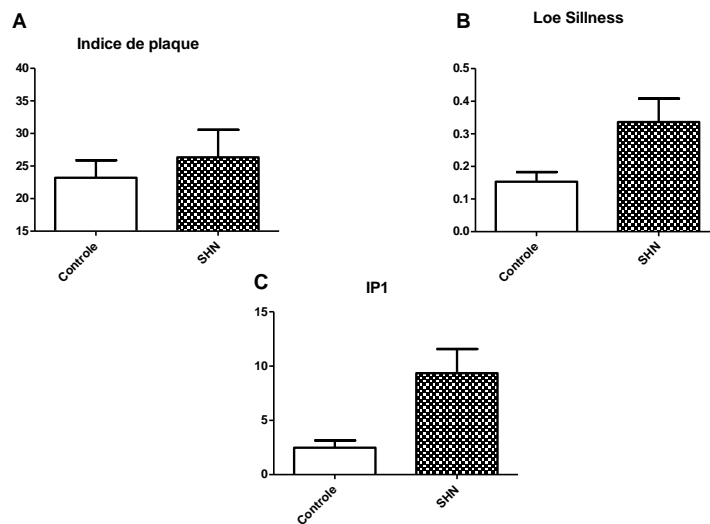 A
Indice de plaque
40
35
30
25
20
15
Controle
SHN
B
Loe Sillness
0.5
0.4
0.3
0.2
0.1
0.0
Controle
SHN
C
IP1
15
10
5
0
Controle
SHN